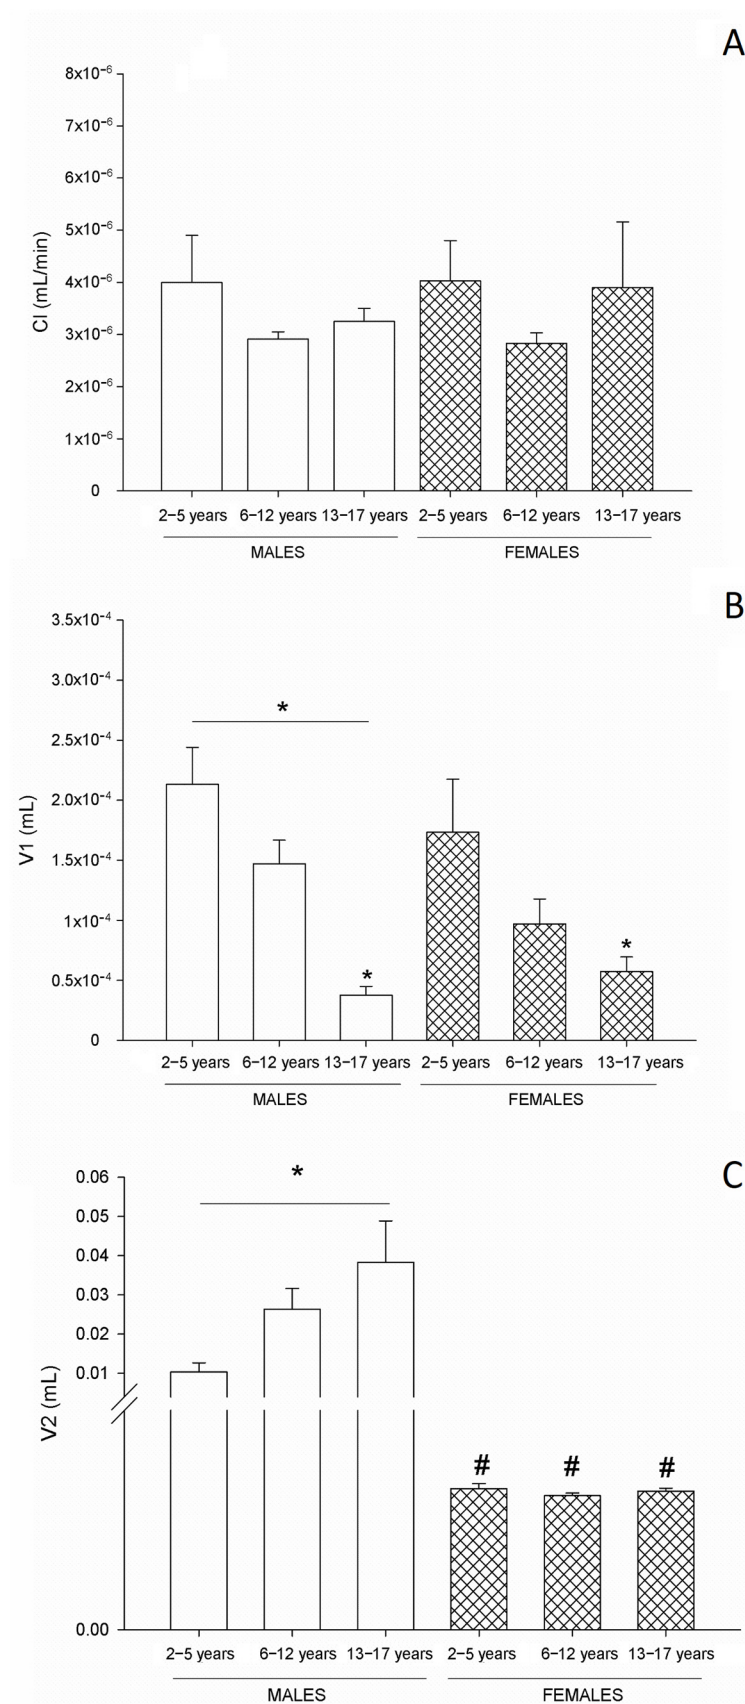 A
8x10⁻⁶
7x10⁻⁶
6x10⁻⁶
5x10⁻⁶
4x10⁻⁶
3x10⁻⁶
2x10⁻⁶
1x10⁻⁶
0
Cl (mL/min)
2−5 years 6−12 years 13−17 years 2−5 years 6−12 years 13−17 years
MALES FEMALES
B
3.5x10⁻⁴
3.0x10⁻⁴
*
2.5x10⁻⁴
2.0x10⁻⁴
1.5x10⁻⁴
1x10⁻⁴
0.5x10⁻⁴
0
* *
V1 (mL)
2−5 years 6−12 years 13−17 years 2−5 years 6−12 years 13−17 years
MALES FEMALES
C
0.06
*
0.05
0.04
0.03
0.02
0.01
0.00
V2 (mL)
# # #
2−5 years 6−12 years 13−17 years 2−5 years 6−12 years 13−17 years
MALES FEMALES